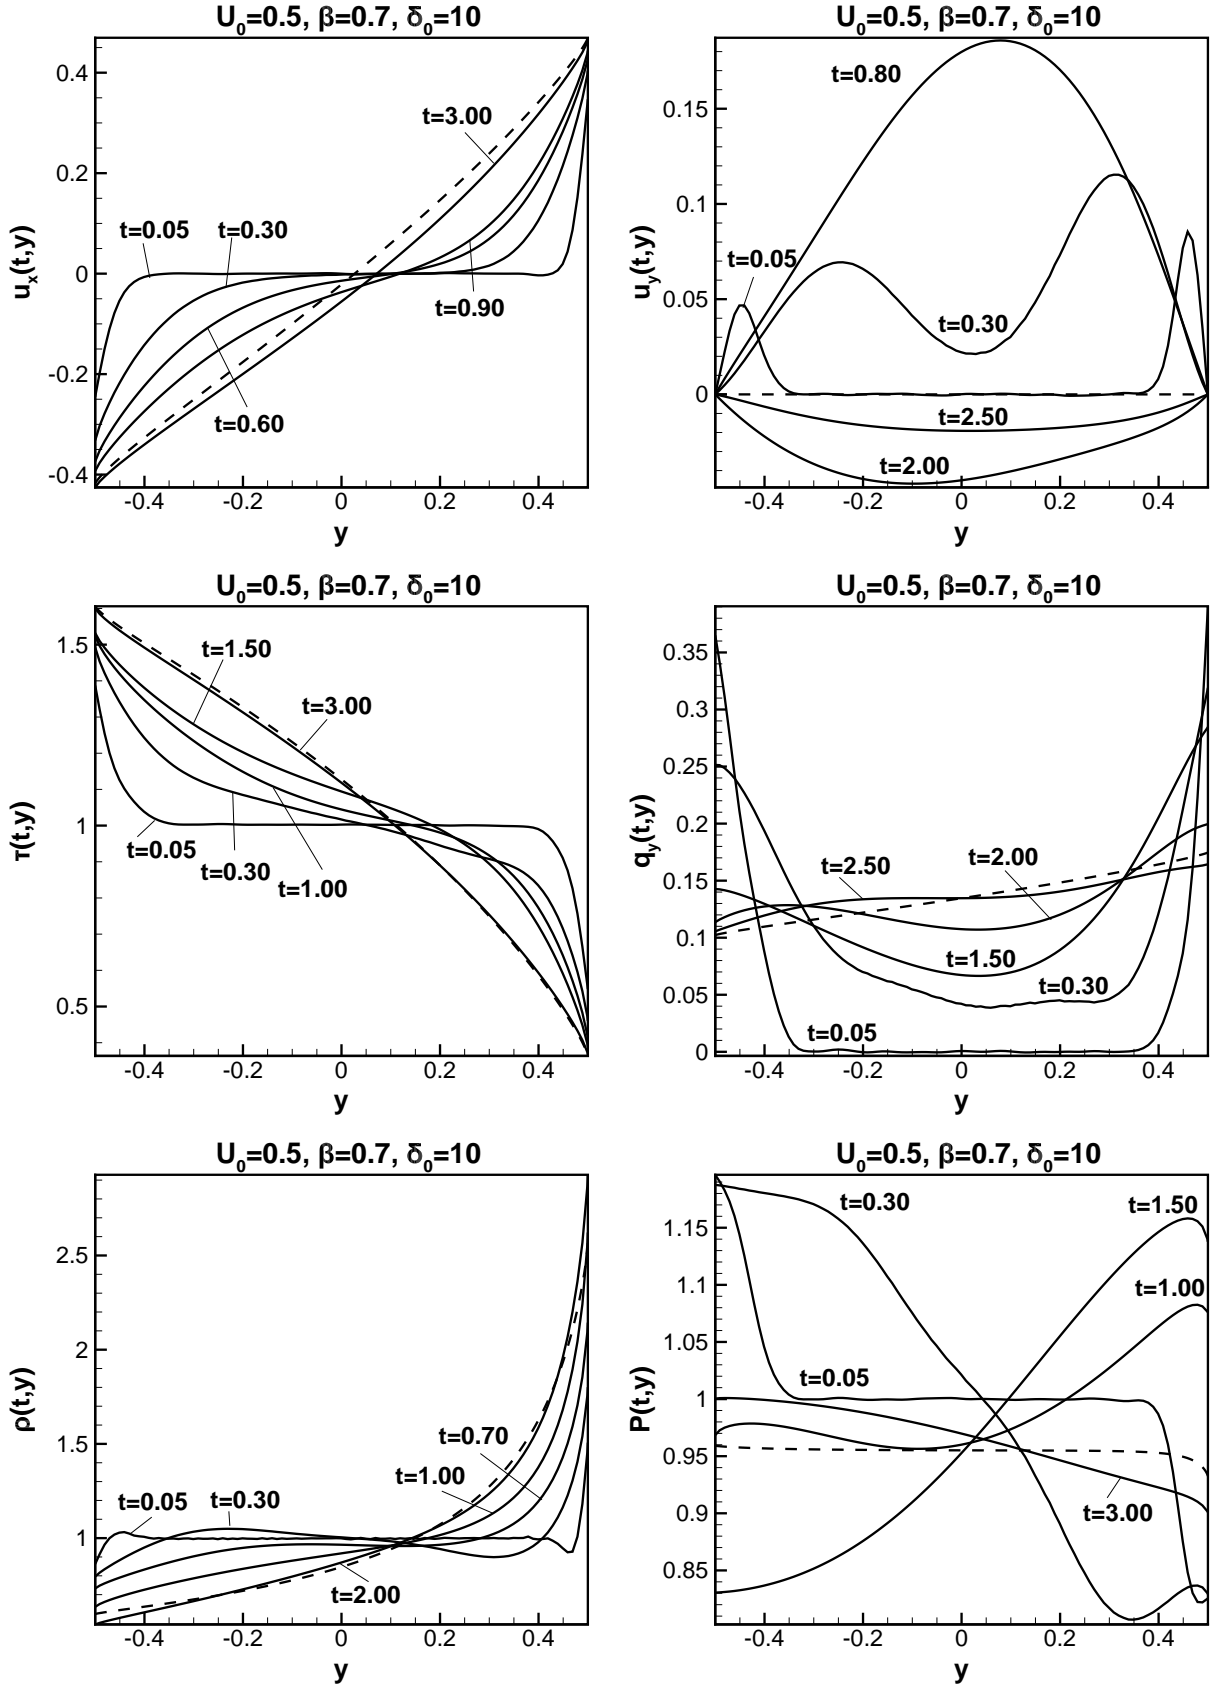 U₀=0.5, β=0.7, δ₀=10
uₓ(t,y)
0.4
0.2
0
-0.2
-0.4
t=3.00
t=0.05
t=0.30
t=0.90
t=0.60
-0.4 -0.2 0 0.2 0.4
y
U₀=0.5, β=0.7, δ₀=10
u_y(t,y)
0.15
0.1
0.05
0
t=0.80
t=0.05
t=0.30
t=2.50
t=2.00
-0.4 -0.2 0 0.2 0.4
y
U₀=0.5, β=0.7, δ₀=10
τ(t,y)
1.5
1
0.5
t=1.50
t=3.00
t=0.05
t=0.30
t=1.00
-0.4 -0.2 0 0.2 0.4
y
U₀=0.5, β=0.7, δ₀=10
q_y(t,y)
0.35
0.3
0.25
0.2
0.15
0.1
0.05
0
t=2.00
t=2.50
t=1.50
t=0.30
t=0.05
-0.4 -0.2 0 0.2 0.4
y
U₀=0.5, β=0.7, δ₀=10
ρ(t,y)
2.5
2
1.5
1
t=0.70
t=1.00
t=0.05
t=0.30
t=2.00
-0.4 -0.2 0 0.2 0.4
y
U₀=0.5, β=0.7, δ₀=10
P(t,y)
1.15
1.1
1.05
1
0.95
0.9
0.85
t=0.30
t=1.50
t=1.00
t=0.05
t=3.00
-0.4 -0.2 0 0.2 0.4
y